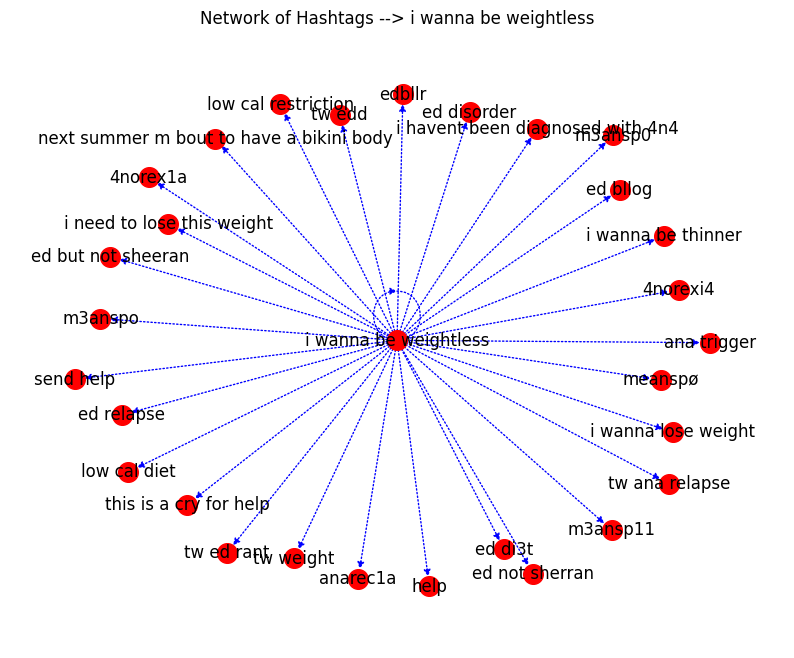 Network of Hashtags --> i wanna be weightless
edbllr
low cal restriction
tw edd
ed disorder
i havent been diagnosed with 4n4
m3ansp0
next summer m bout to have a bikini body
4norex1a
ed bllog
i need to lose this weight
i wanna be thinner
ed but not sheeran
4norexi4
m3anspo
i wanna be weightless
ana trigger
send help
meanspø
ed relapse
i wanna lose weight
low cal diet
tw ana relapse
this is a cry for help
m3ansp11
tw ed rant
tw weight
ed di3t
anarec1a
help
ed not sherran